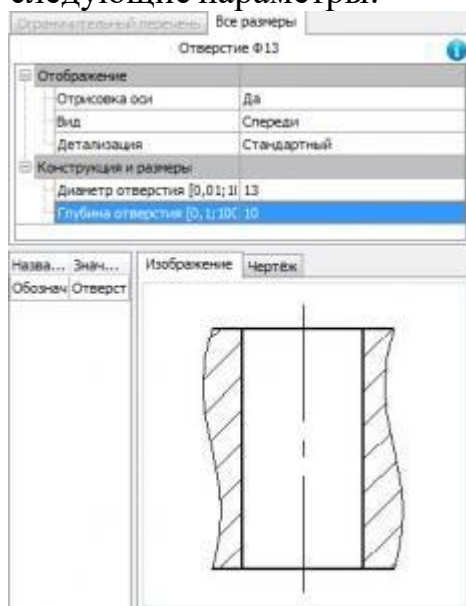 следующие параметры:
Ограничительный перечень Все размеры
Отверстие Ф13
Отображение
Отрисовка оси Да
Вид Спереди
Детализация Стандартный
Конструкция и размеры
Диаметр отверстия [0,01; 13
Глубина отверстия [0,1; 10
Назва... Знач...
Обознач Отверст
Изображение Чертёж